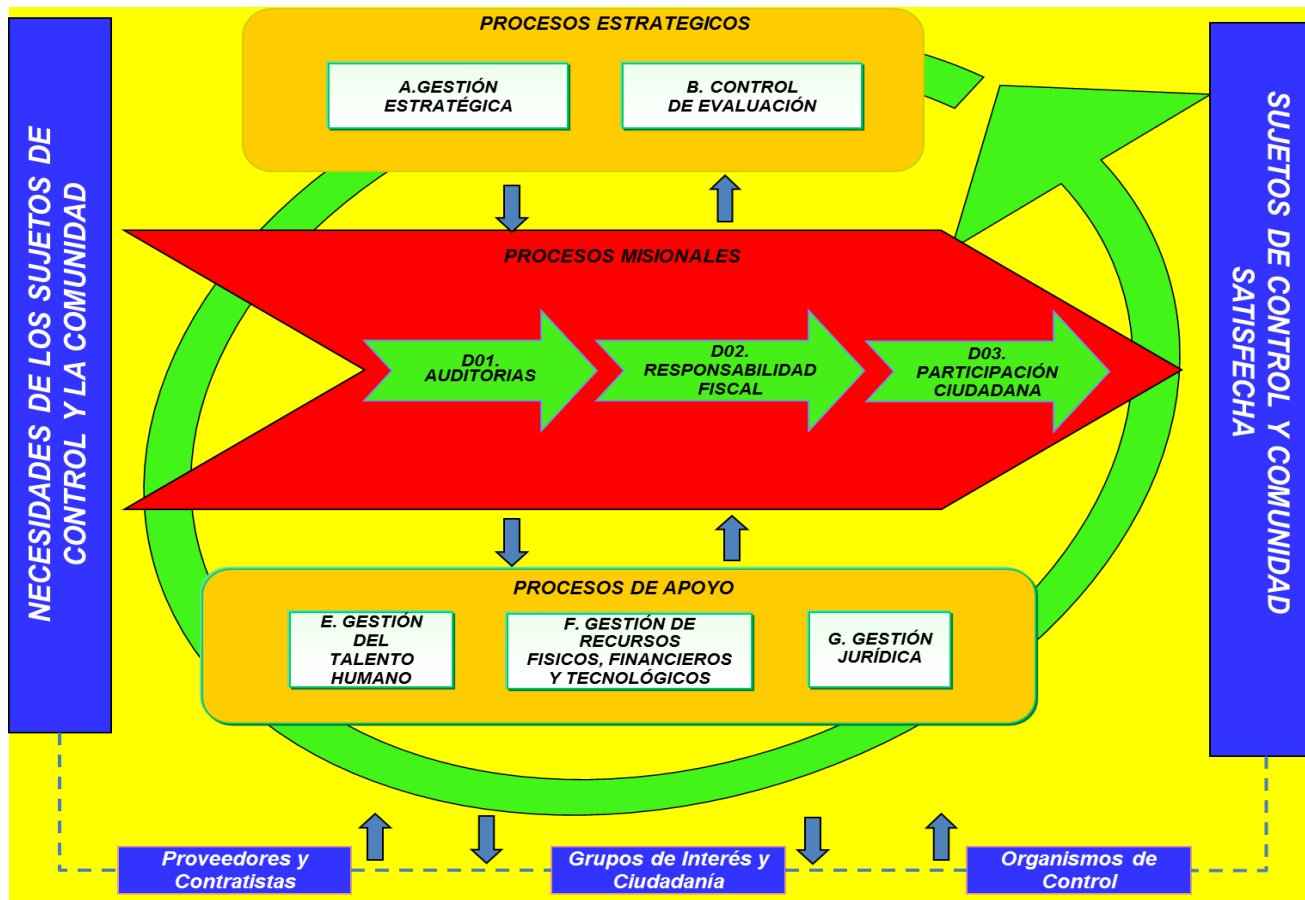 PROCESOS ESTRATEGICOS
A.GESTIÓN
ESTRATÉGICA
B. CONTROL
DE EVALUACIÓN
NECESIDADES DE LOS SUJETOS DE
CONTROL Y LA COMUNIDAD
PROCESOS MISIONALES
D01.
AUDITORIAS
D02.
RESPONSABILIDAD
FISCAL
D03.
PARTICIPACIÓN
CIUDADANA
SUJETOS DE CONTROL Y COMUNIDAD
SATISFECHA
PROCESOS DE APOYO
E. GESTIÓN
DEL
TALENTO
HUMANO
F. GESTIÓN DE
RECURSOS
FISICOS, FINANCIEROS
Y TECNOLÓGICOS
G. GESTIÓN
JURÍDICA
Proveedores y
Contratistas
Grupos de Interés y
Ciudadanía
Organismos de
Control